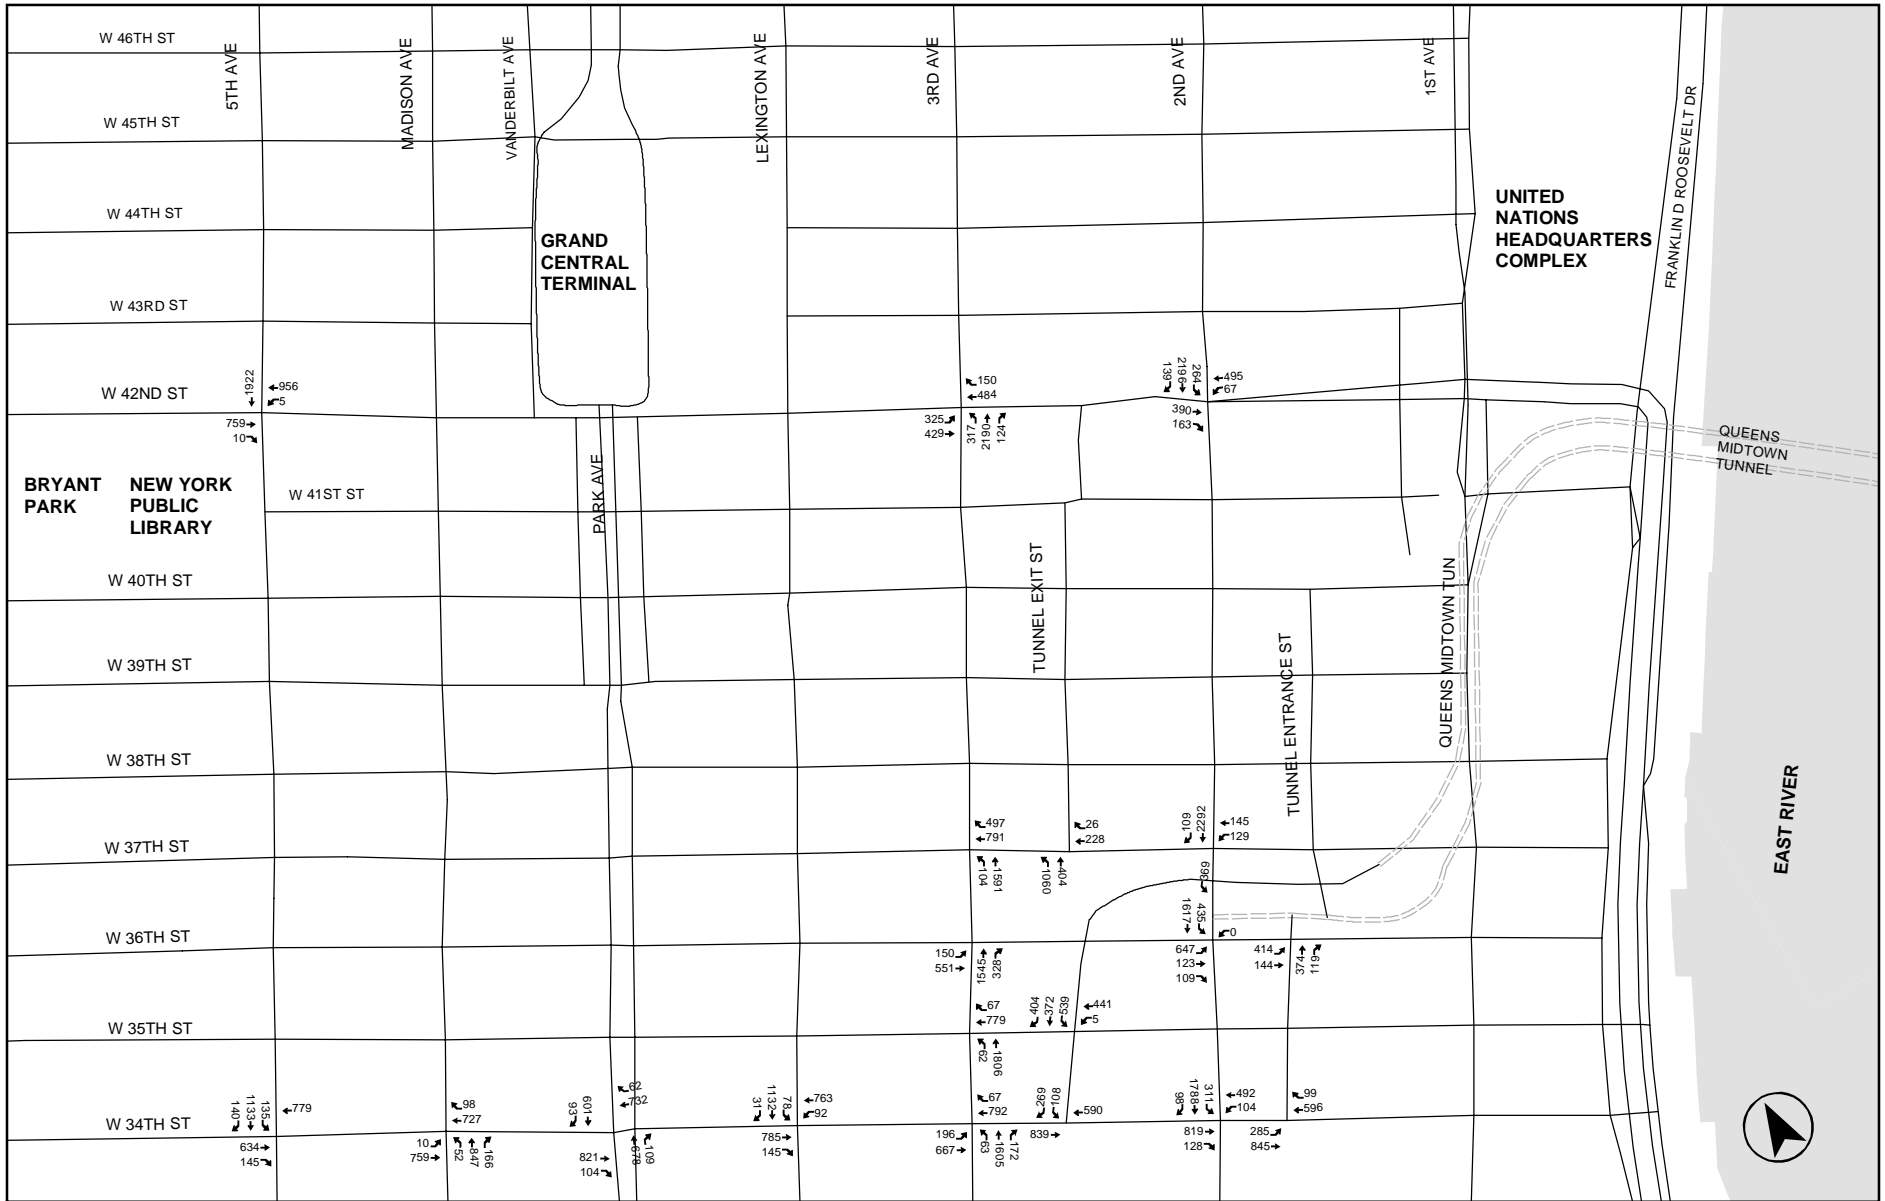 W 46TH ST
5TH AVE
MADISON AVE
VANDERBILT AVE
LEXINGTON AVE
3RD AVE
2ND AVE
1ST AVE
FRANKLIN D ROOSEVELT DR
W 45TH ST
W 44TH ST
GRAND
CENTRAL
TERMINAL
UNITED
NATIONS
HEADQUARTERS
COMPLEX
W 43RD ST
W 42ND ST
1922
956
5
759
10
150
484
325
429
317
2190
124
139
2196
264
495
67
390
163
QUEENS
MIDTOWN
TUNNEL
BRYANT
PARK
NEW YORK
PUBLIC
LIBRARY
W 41ST ST
PARK AVE
W 40TH ST
TUNNEL EXIT ST
QUEENS MIDTOWN TUN
W 39TH ST
TUNNEL ENTRANCE ST
W 38TH ST
EAST RIVER
W 37TH ST
497
791
104
1591
26
228
1090
404
109
2292
145
129
369
W 36TH ST
1617
435
0
150
551
1545
328
647
123
109
414
144
374
119
W 35TH ST
67
779
62
1806
404
372
539
441
5
W 34TH ST
140
1133
135
779
634
145
98
727
10
759
52
847
166
93
601
62
732
821
104
678
109
31
1132
78
763
92
785
145
67
792
196
667
63
1605
172
269
108
590
839
98
1788
311
492
104
819
128
99
596
285
845